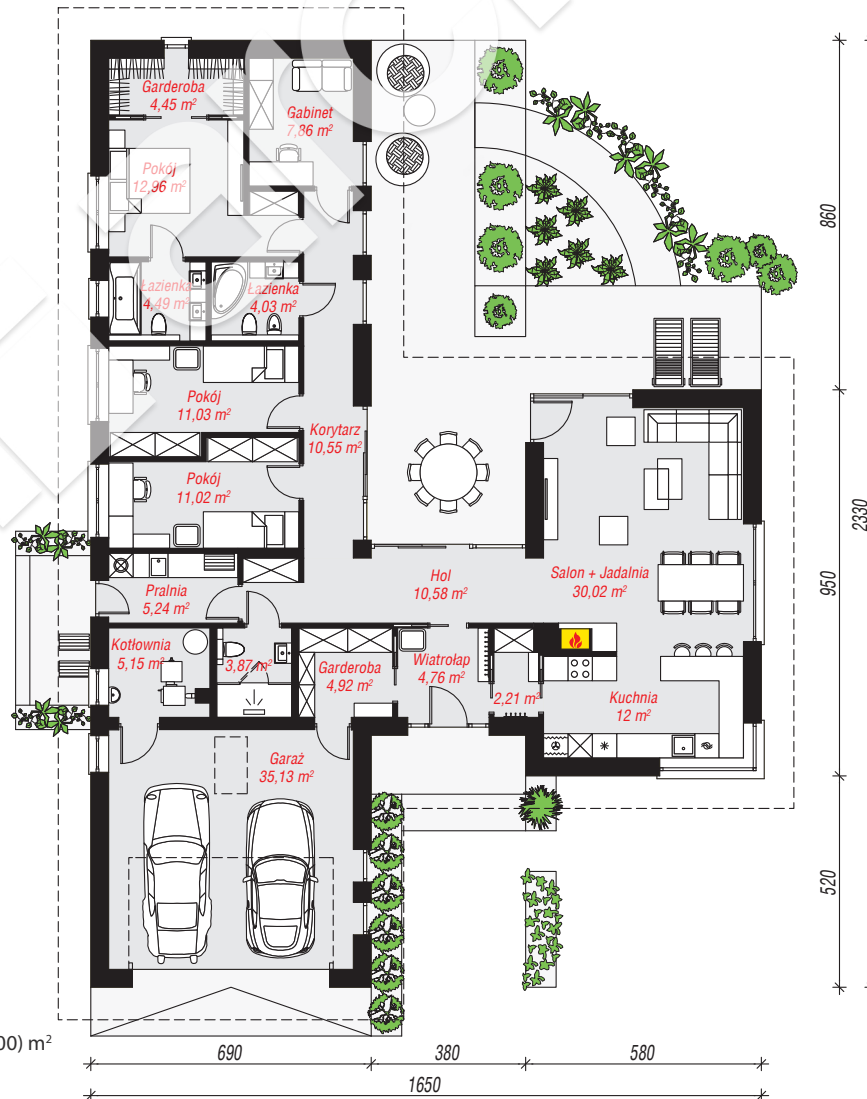 Garderoba
4,45 m²
Gabinet
7,86 m²
Pokój
12,96 m²
Łazienka
4,49 m²
Łazienka
4,03 m²
Pokój
11,03 m²
Korytarz
10,55 m²
Pokój
11,02 m²
Pralnia
5,24 m²
Hol
10,58 m²
Salon + Jadalnia
30,02 m²
Kotłownia
5,15 m²
3,87 m²
Garderoba
4,92 m²
Wiatrołap
4,76 m²
2,21 m²
Kuchnia
12 m²
Garaż
35,13 m²
860
950
2330
520
00) m²
690
380
580
1650